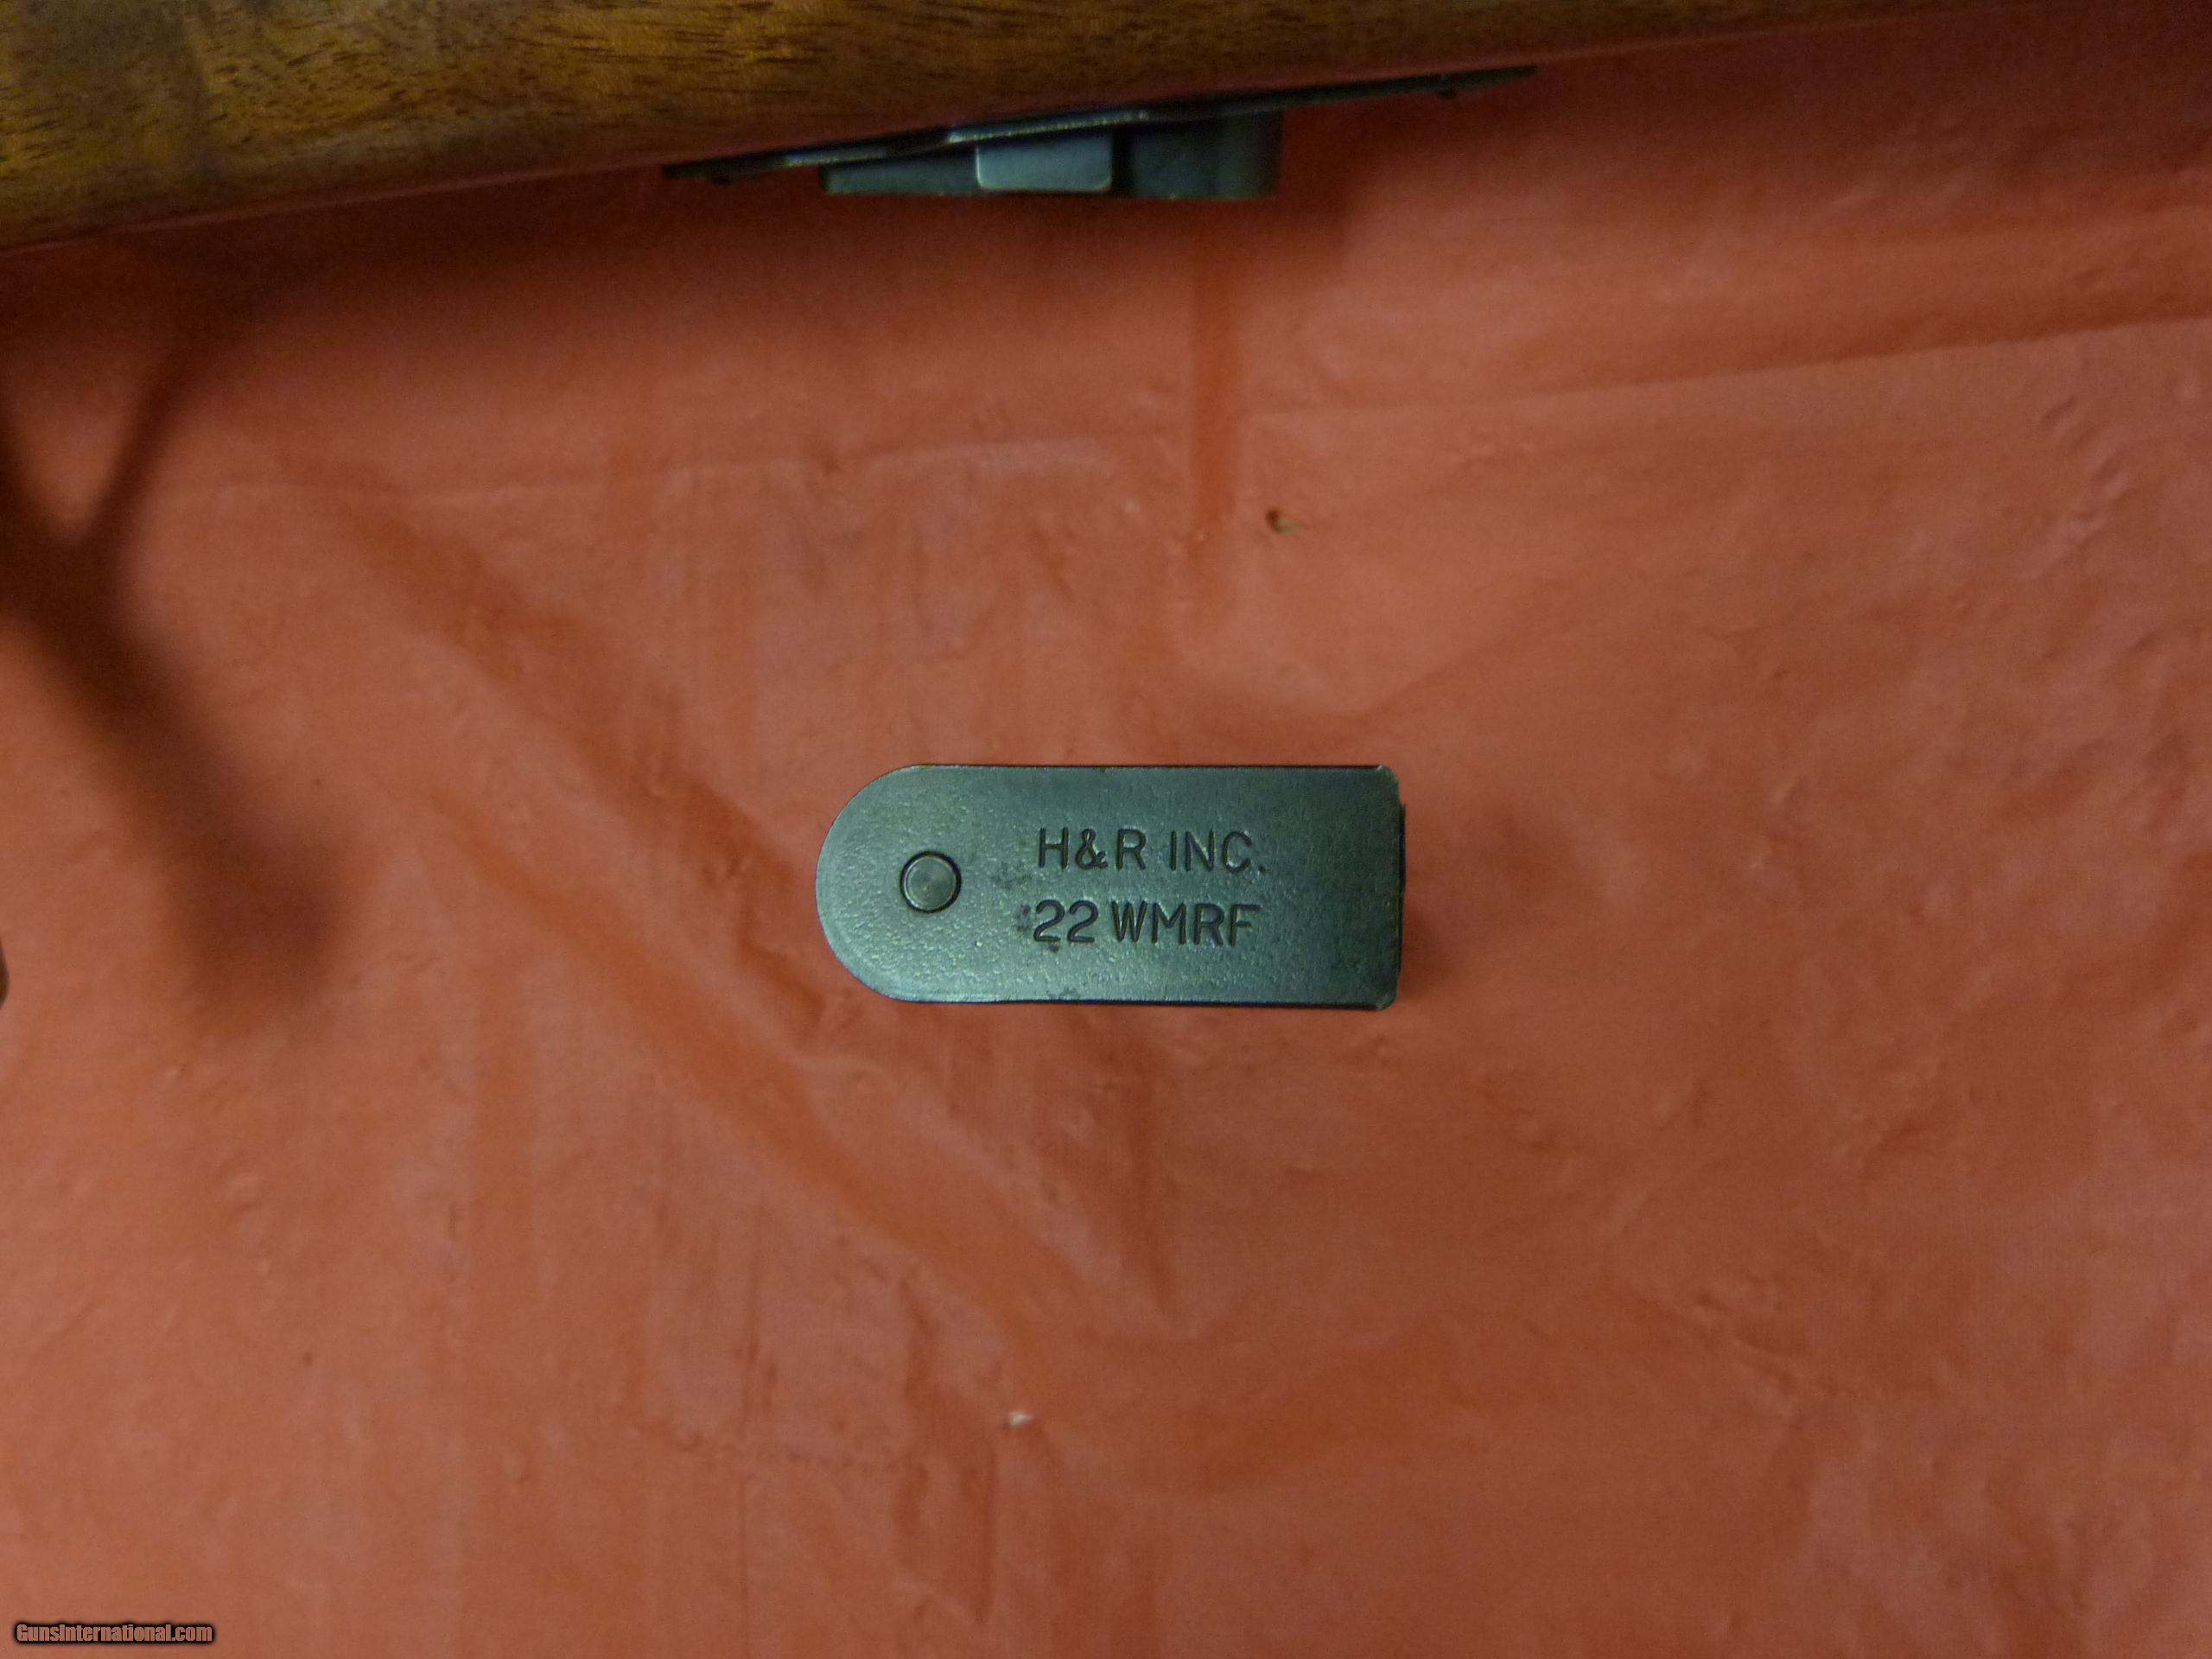 H&R INC.
22 WMRF
GunsInternational.com